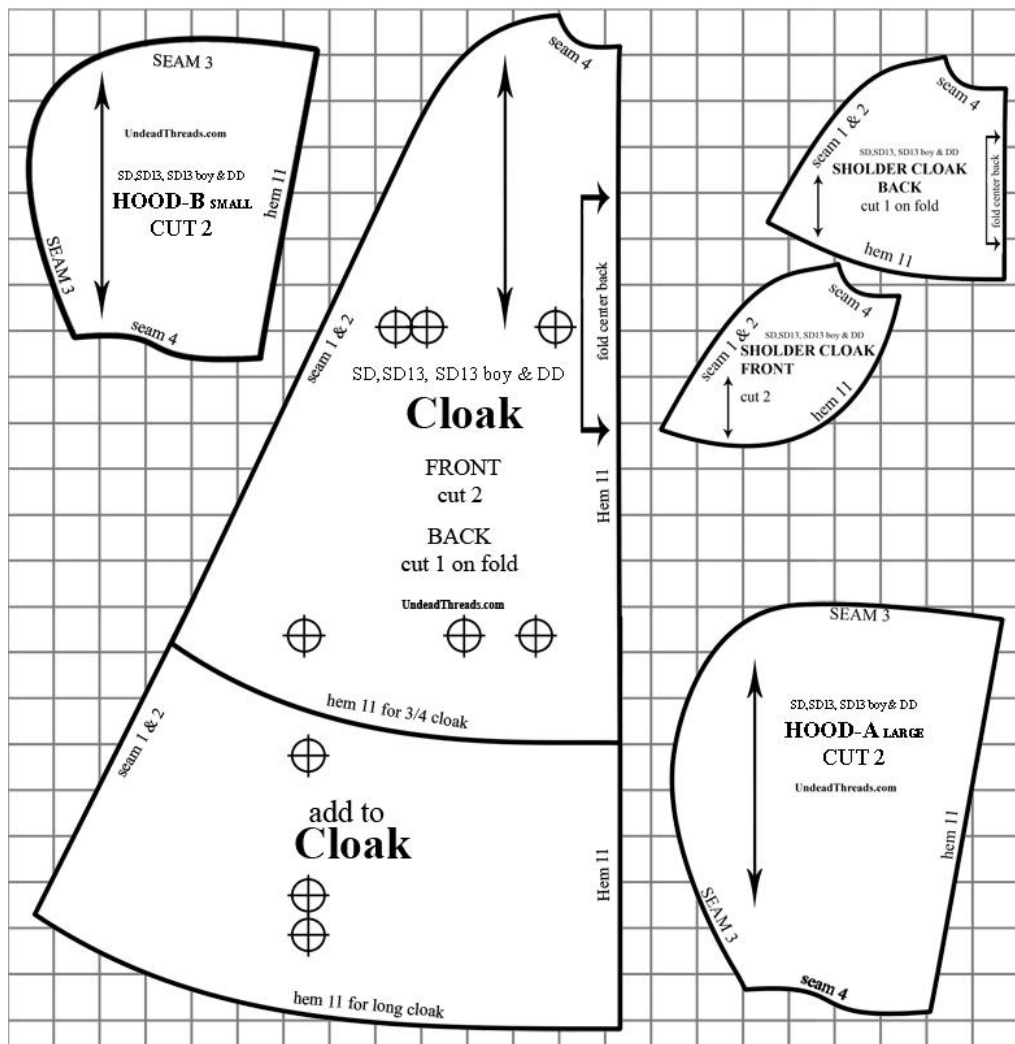 SEAM 3
UndeadThreads.com
SD,SD13, SD13 boy & DD
HOOD-B SMALL
CUT 2
hem 11
SEAM 3
seam 4
seam 4
seam 1 & 2
fold center back
SD,SD13, SD13 boy & DD
Cloak
FRONT
cut 2
BACK
cut 1 on fold
UndeadThreads.com
Hem 11
hem 11 for 3/4 cloak
seam 1 & 2
add to
Cloak
Hem 11
hem 11 for long cloak
seam 4
seam 1 & 2
SD,SD13, SD13 boy & DD
SHOLDER CLOAK
BACK
cut 1 on fold
fold center back
hem 11
seam 4
seam 1 & 2
SD,SD13, SD13 boy & DD
SHOLDER CLOAK
FRONT
cut 2
hem 11
SEAM 3
SD,SD13, SD13 boy & DD
HOOD-A LARGE
CUT 2
UndeadThreads.com
hem 11
SEAM 3
seam 4